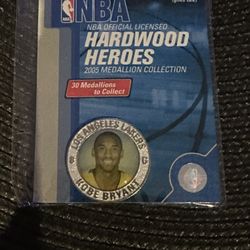 NBA
NBA OFFICIAL LICENSED
HARDWOOD
HEROES
2005 MEDALLION COLLECTION
30 Medallions
to Collect
LOS ANGELES LAKERS
KOBE BRYANT